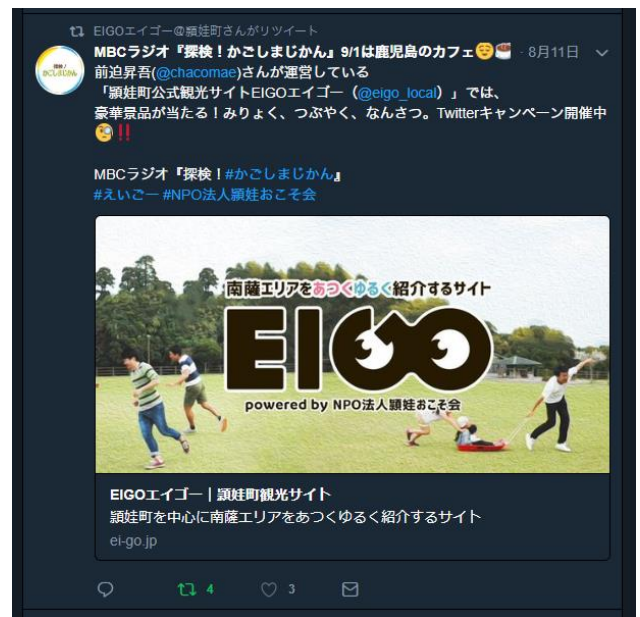 EIGOエイゴー@頴娃町さんがリツイート
MBCラジオ『探検！かごしまじかん』9/1は鹿児島のカフェ😌☕ · 8月11日
探検！
かごしまじかん
前迫昇吾(@chacomae)さんが運営している
「頴娃町公式観光サイトEIGOエイゴー（@eigo_local）」では、
豪華景品が当たる！みりょく、つぶやく、なんさつ。Twitterキャンペーン開催中
🧐‼️
MBCラジオ『探検！#かごしまじかん』
#えいごー #NPO法人頴娃おこそ会
南薩エリアをあつくゆるく紹介するサイト
EIGO
powered by NPO法人頴娃おこそ会
EIGOエイゴー | 頴娃町観光サイト
頴娃町を中心に南薩エリアをあつくゆるく紹介するサイト
ei-go.jp
4 3